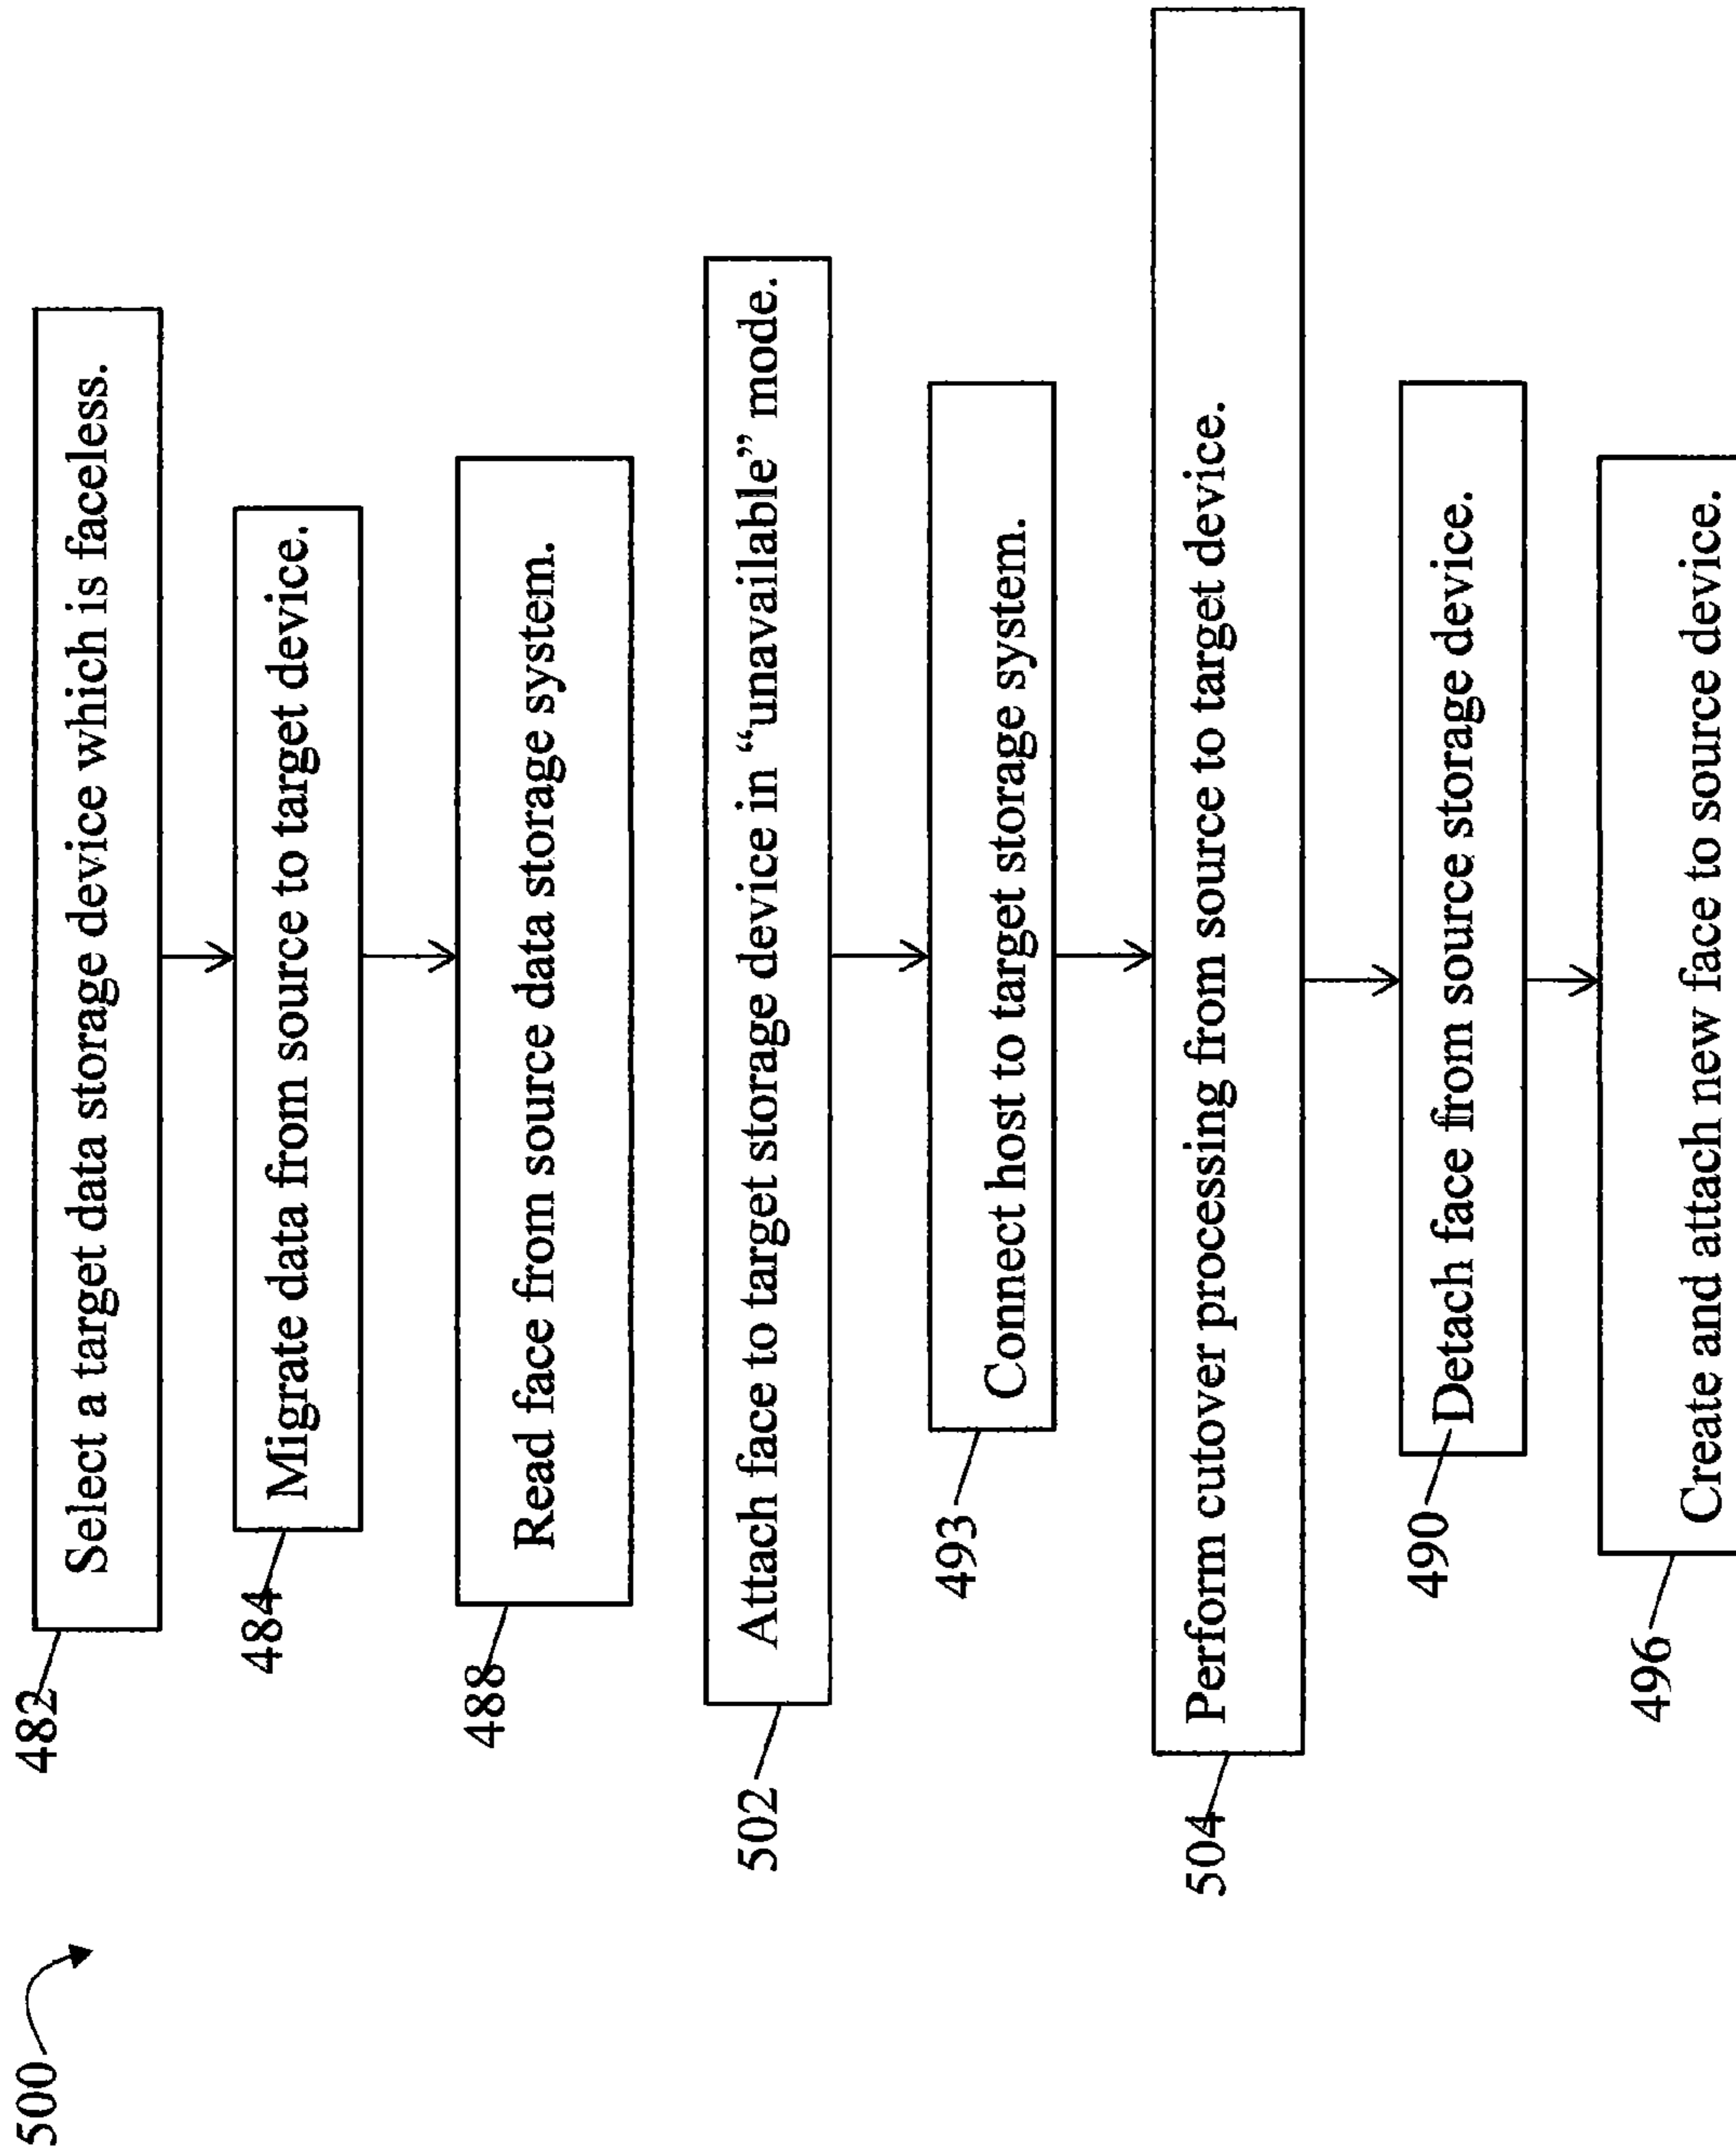 500
482
Select a target data storage device which is faceless.
484
Migrate data from source to target device.
488
Read face from source data storage system.
502
Attach face to target storage device in “unavailable” mode.
493
Connect host to target storage system.
504
Perform cutover processing from source to target device.
490
Detach face from source storage device.
496
Create and attach new face to source device.